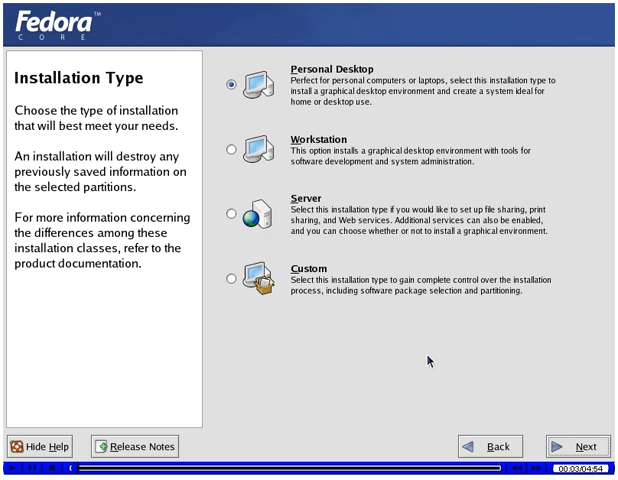 Fedora™
CORE
Installation Type
Choose the type of installation
that will best meet your needs.
An installation will destroy any
previously saved information on
the selected partitions.
For more information concerning
the differences among these
installation classes, refer to the
product documentation.
Personal Desktop
Perfect for personal computers or laptops, select this installation type to
install a graphical desktop environment and create a system ideal for
home or desktop use.
Workstation
This option installs a graphical desktop environment with tools for
software development and system administration.
Server
Select this installation type if you would like to set up file sharing, print
sharing, and Web services. Additional services can also be enabled,
and you can choose whether or not to install a graphical environment.
Custom
Select this installation type to gain complete control over the installation
process, including software package selection and partitioning.
Hide Help
Release Notes
Back
Next
00:03/04:54